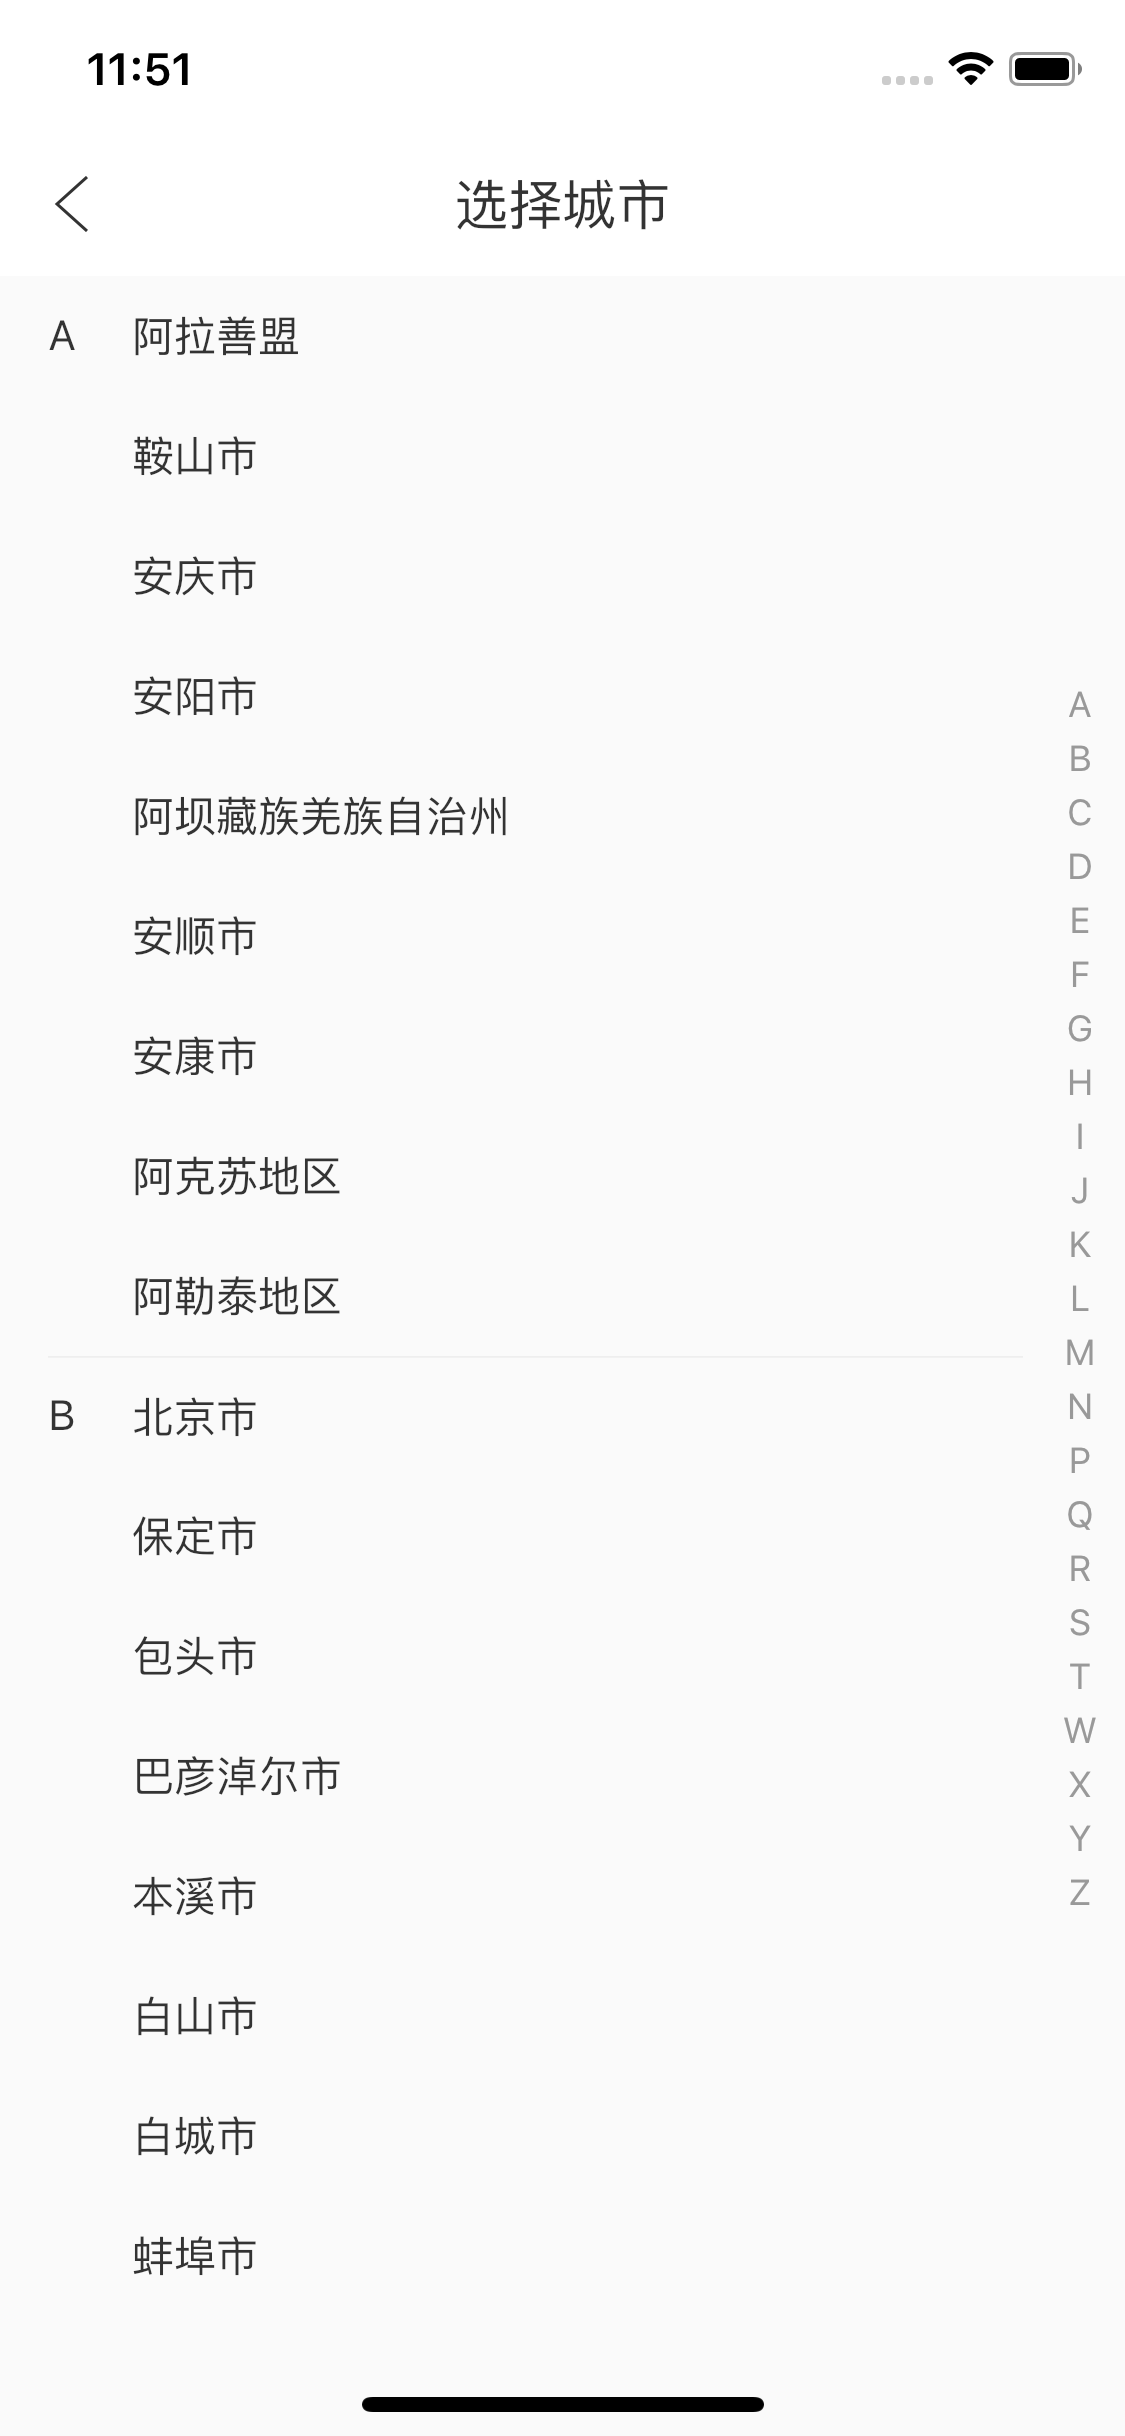 11:51
选择城市
A 阿拉善盟
鞍山市
安庆市
安阳市
阿坝藏族羌族自治州
安顺市
安康市
阿克苏地区
阿勒泰地区
B 北京市
保定市
包头市
巴彦淖尔市
本溪市
白山市
白城市
蚌埠市
A
B
C
D
E
F
G
H
I
J
K
L
M
N
P
Q
R
S
T
W
X
Y
Z